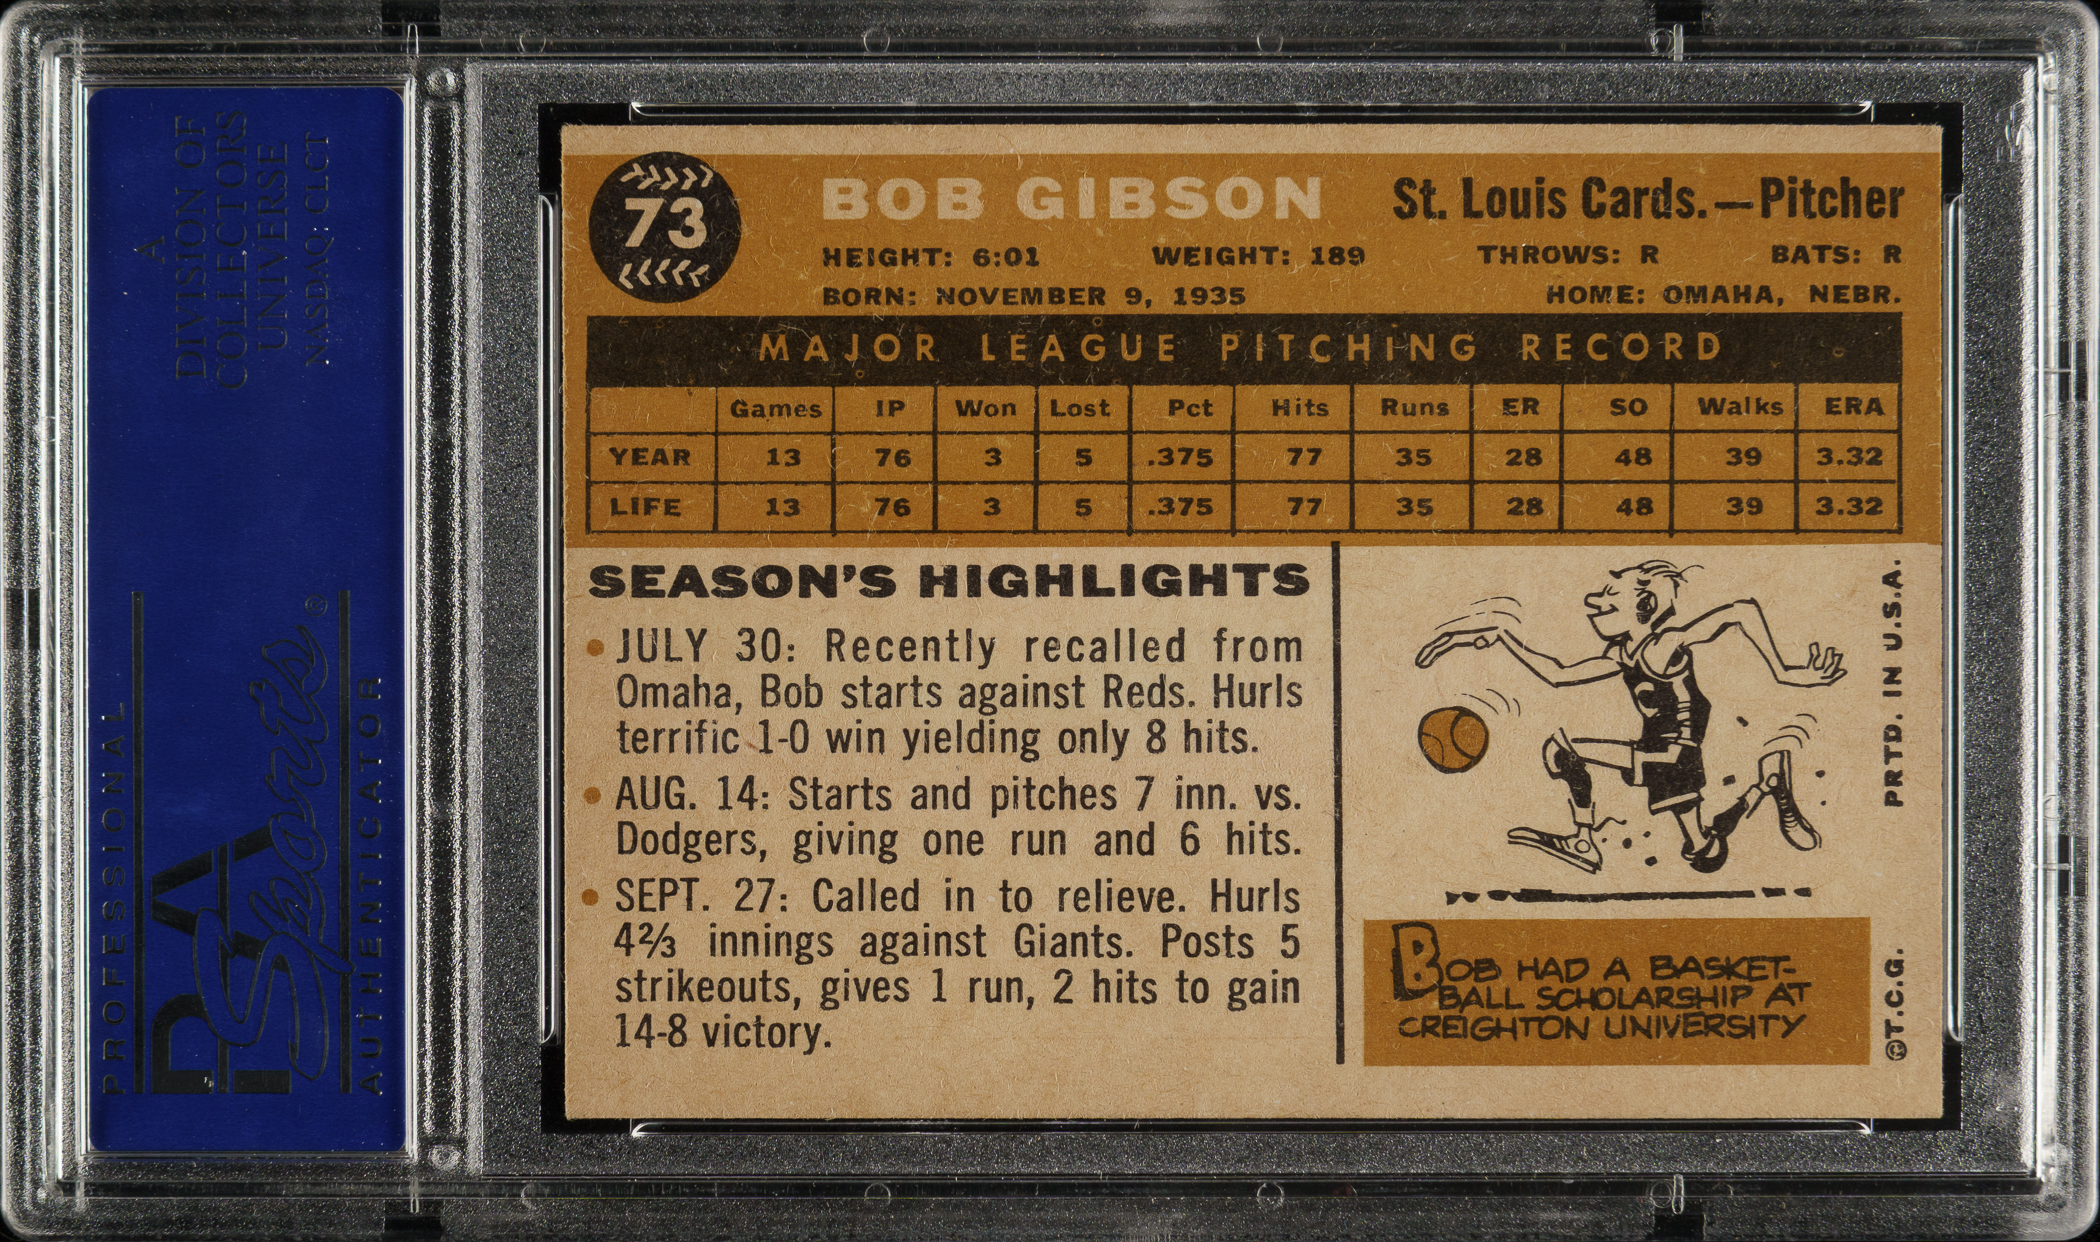 A
DIVISION OF
COLLECTORS
UNIVERSE
NASDAQ: CLCT
PROFESSIONAL
PSA
Sports®
AUTHENTICATOR
73
BOB GIBSON
St. Louis Cards.—Pitcher
HEIGHT: 6:01 WEIGHT: 189 THROWS: R BATS: R
BORN: NOVEMBER 9, 1935 HOME: OMAHA, NEBR.
MAJOR LEAGUE PITCHING RECORD
Games IP Won Lost Pct Hits Runs ER SO Walks ERA
YEAR 13 76 3 5 .375 77 35 28 48 39 3.32
LIFE 13 76 3 5 .375 77 35 28 48 39 3.32
SEASON'S HIGHLIGHTS
• JULY 30: Recently recalled from
Omaha, Bob starts against Reds. Hurls
terrific 1-0 win yielding only 8 hits.
• AUG. 14: Starts and pitches 7 inn. vs.
Dodgers, giving one run and 6 hits.
• SEPT. 27: Called in to relieve. Hurls
4⅔ innings against Giants. Posts 5
strikeouts, gives 1 run, 2 hits to gain
14-8 victory.
C
BOB HAD A BASKET-
BALL SCHOLARSHIP AT
CREIGHTON UNIVERSITY
©T.C.G. PRTD. IN U.S.A.